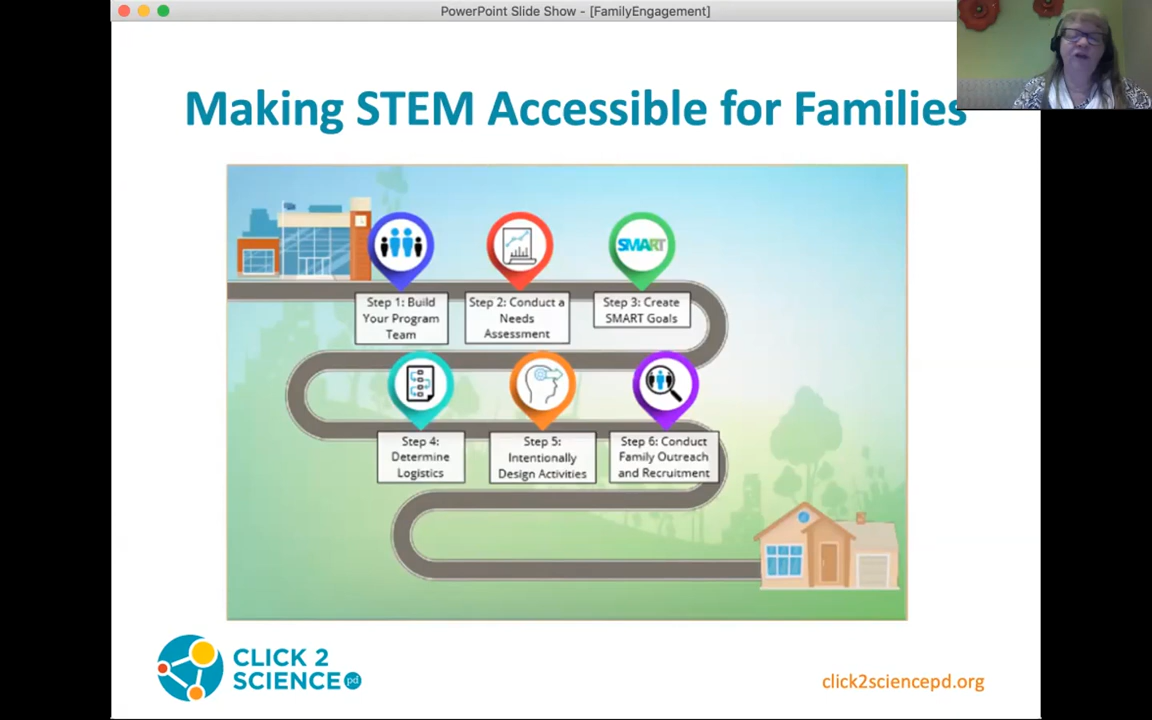 PowerPoint Slide Show - [FamilyEngagement]
Making STEM Accessible for Families
SMART
Step 1: Build
Your Program
Team
Step 2: Conduct a
Needs
Assessment
Step 3: Create
SMART Goals
Step 4:
Determine
Logistics
Step 5:
Intentionally
Design Activities
Step 6: Conduct
Family Outreach
and Recruitment
CLICK 2
SCIENCE pd
click2sciencepd.org